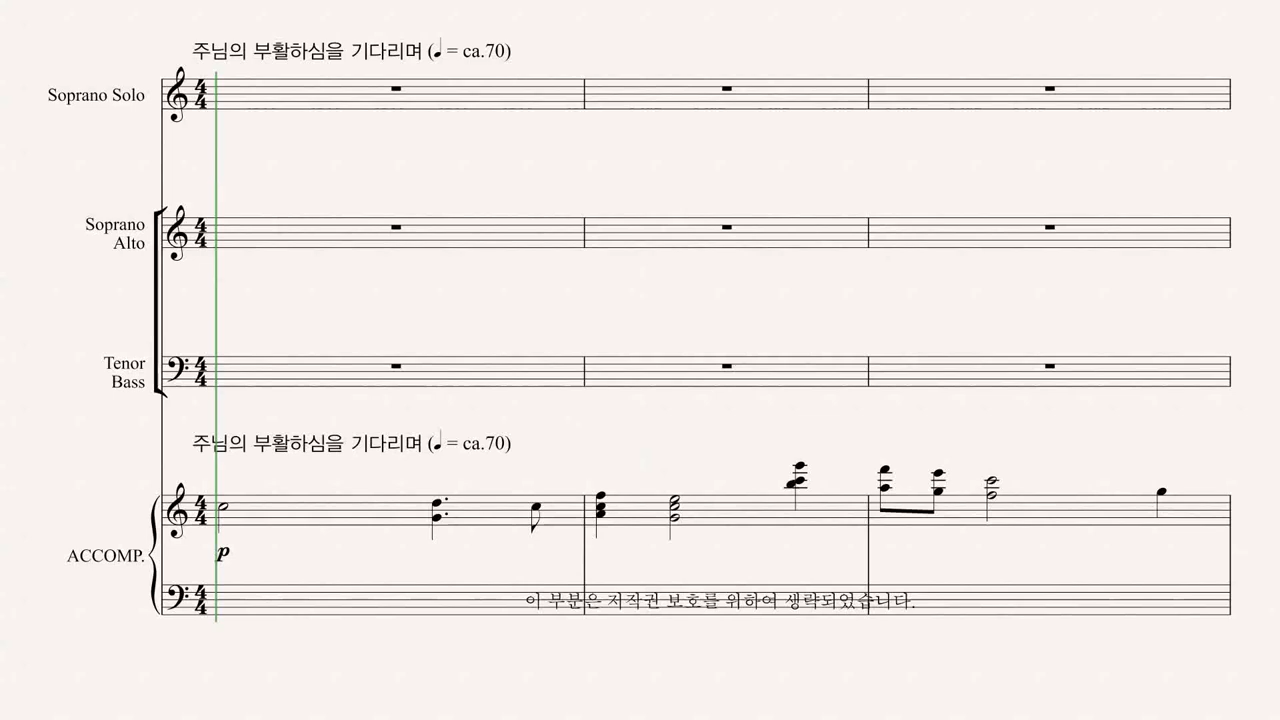 주님의 부활하심을 기다리며 (♩ = ca.70)
Soprano Solo
Soprano
Alto
Tenor
Bass
주님의 부활하심을 기다리며 (♩ = ca.70)
p
ACCOMP.
이 부분은 저작권 보호를 위하여 생략되었습니다.